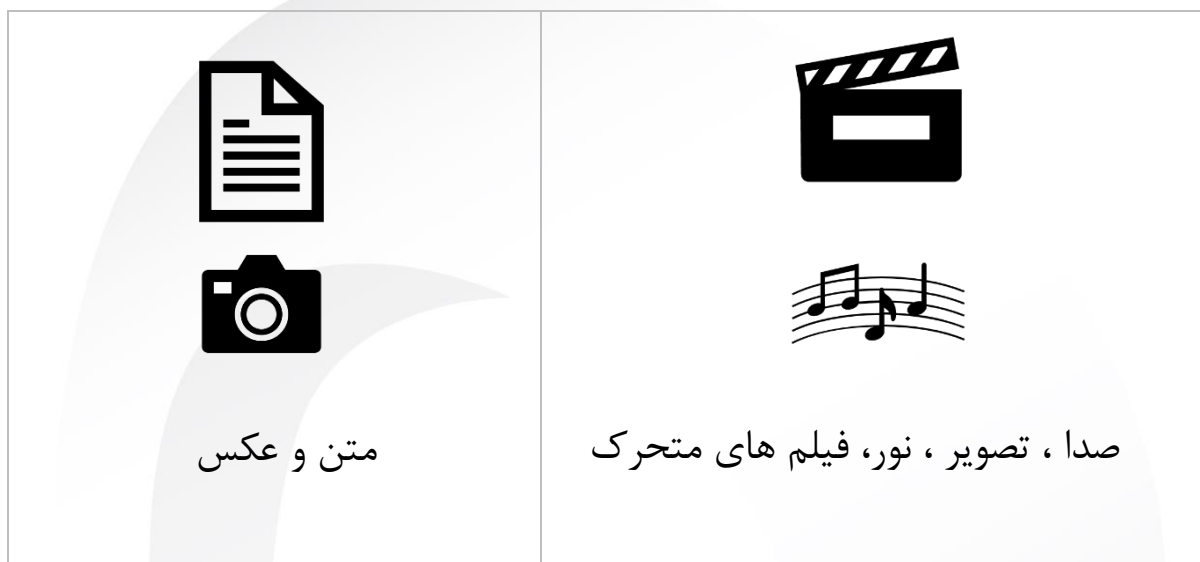 صدا ، تصویر ، نور، فیلم های متحرک
متن و عکس